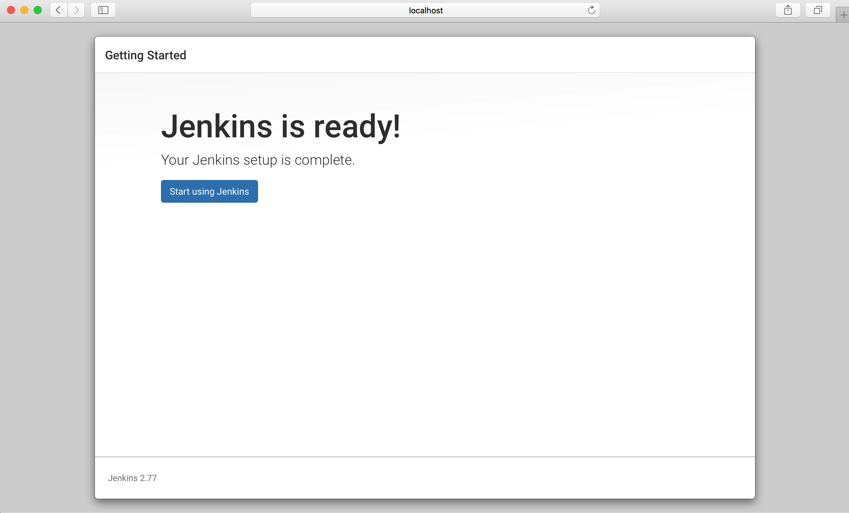 localhost
Getting Started
Jenkins is ready!
Your Jenkins setup is complete.
Start using Jenkins
Jenkins 2.77